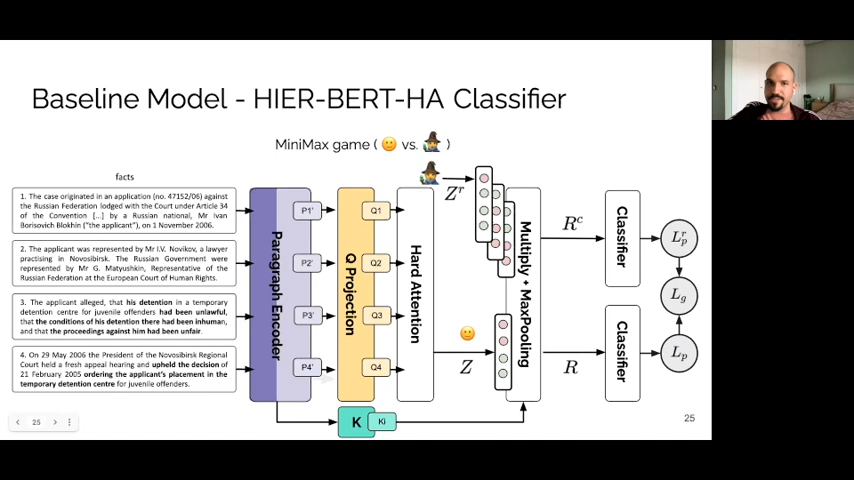 Baseline Model - HIER-BERT-HA Classifier
MiniMax game ( 🙂 vs. 🧙 )
facts
1. The case originated in an application (no. 47152/06) against
the Russian Federation lodged with the Court under Article 34
of the Convention [...] by a Russian national, Mr Ivan
Borisovich Blokhin (“the applicant”), on 1 November 2006.
2. The applicant was represented by Mr I.V. Novikov, a lawyer
practising in Novosibirsk. The Russian Government were
represented by Mr G. Matyushkin, Representative of the
Russian Federation at the European Court of Human Rights.
3. The applicant alleged, that his detention in a temporary
detention centre for juvenile offenders had been unlawful,
that the conditions of his detention there had been inhuman,
and that the proceedings against him had been unfair.
4. On 29 May 2006 the President of the Novosibirsk Regional
Court held a fresh appeal hearing and upheld the decision of
21 February 2005 ordering the applicant's placement in the
temporary detention centre for juvenile offenders.
Paragraph Encoder
P1'
P2'
P3'
P4'
Q Projection
Q1
Q2
Q3
Q4
Hard Attention
K
Ki
Z^r
Z
Multiply + MaxPooling
R^c
R
Classifier
Classifier
L_p^r
L_g
L_p
25
25